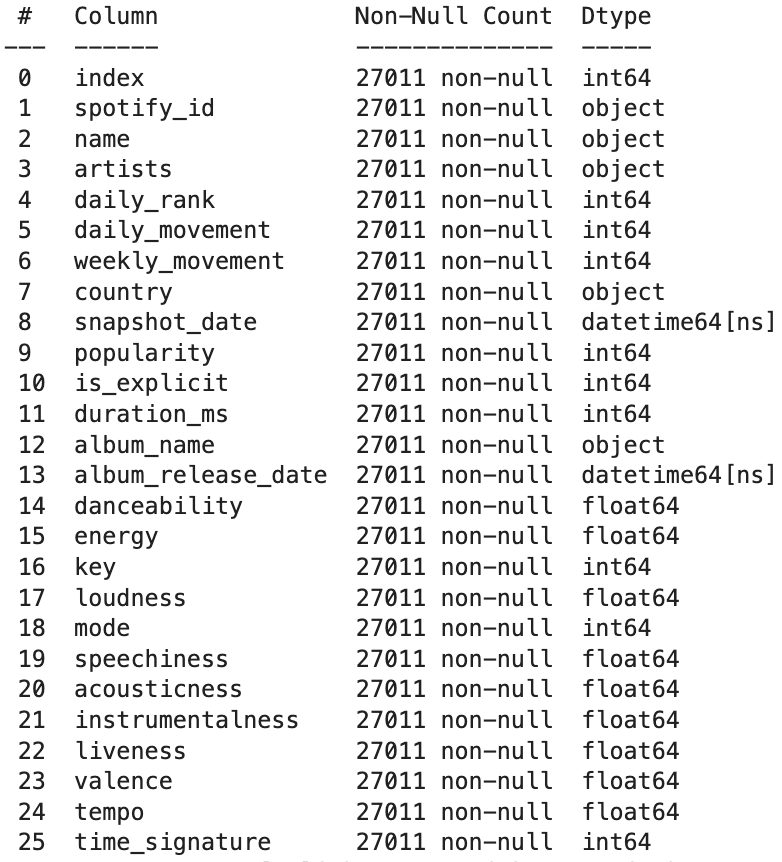 #   Column              Non-Null Count  Dtype
---  ------              --------------  -----
0   index               27011 non-null  int64
1   spotify_id          27011 non-null  object
2   name                27011 non-null  object
3   artists             27011 non-null  object
4   daily_rank          27011 non-null  int64
5   daily_movement      27011 non-null  int64
6   weekly_movement     27011 non-null  int64
7   country             27011 non-null  object
8   snapshot_date       27011 non-null  datetime64[ns]
9   popularity          27011 non-null  int64
10  is_explicit         27011 non-null  int64
11  duration_ms         27011 non-null  int64
12  album_name          27011 non-null  object
13  album_release_date  27011 non-null  datetime64[ns]
14  danceability        27011 non-null  float64
15  energy              27011 non-null  float64
16  key                 27011 non-null  int64
17  loudness            27011 non-null  float64
18  mode                27011 non-null  int64
19  speechiness         27011 non-null  float64
20  acousticness        27011 non-null  float64
21  instrumentalness    27011 non-null  float64
22  liveness            27011 non-null  float64
23  valence             27011 non-null  float64
24  tempo               27011 non-null  float64
25  time_signature      27011 non-null  int64